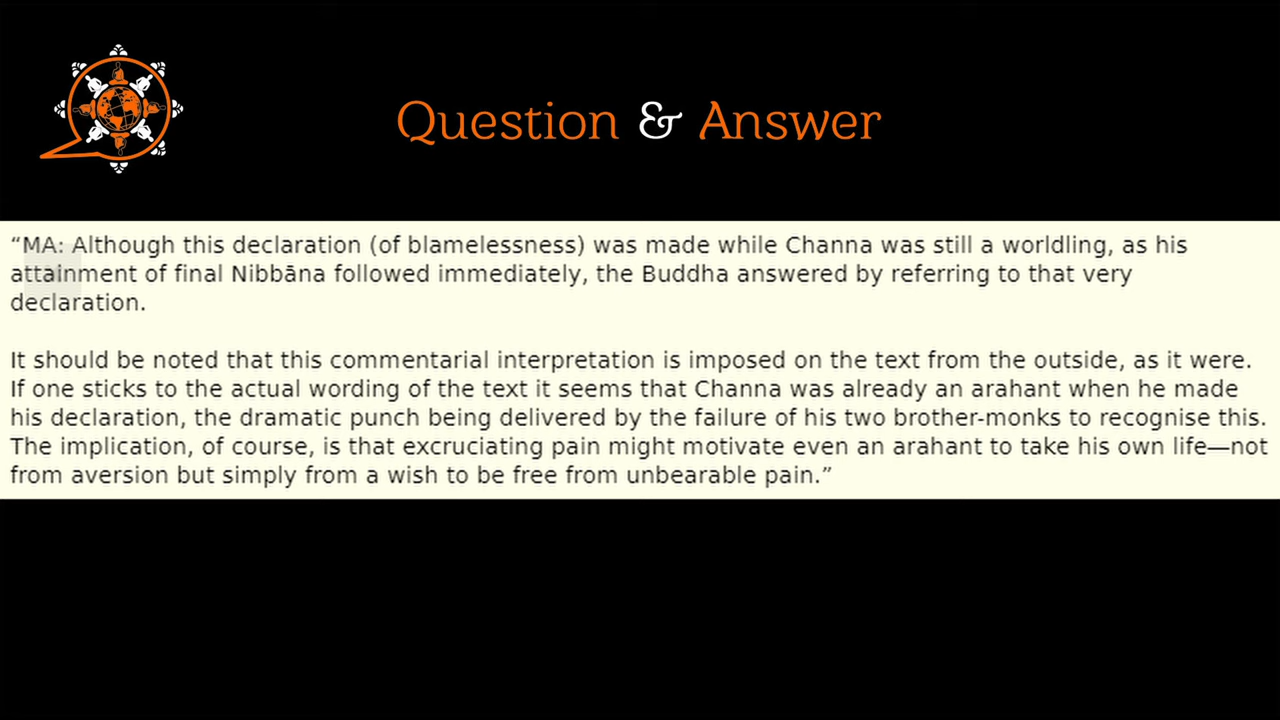 Question & Answer
“MA: Although this declaration (of blamelessness) was made while Channa was still a worldling, as his
attainment of final Nibbāna followed immediately, the Buddha answered by referring to that very
declaration.
It should be noted that this commentarial interpretation is imposed on the text from the outside, as it were.
If one sticks to the actual wording of the text it seems that Channa was already an arahant when he made
his declaration, the dramatic punch being delivered by the failure of his two brother-monks to recognise this.
The implication, of course, is that excruciating pain might motivate even an arahant to take his own life—not
from aversion but simply from a wish to be free from unbearable pain.”